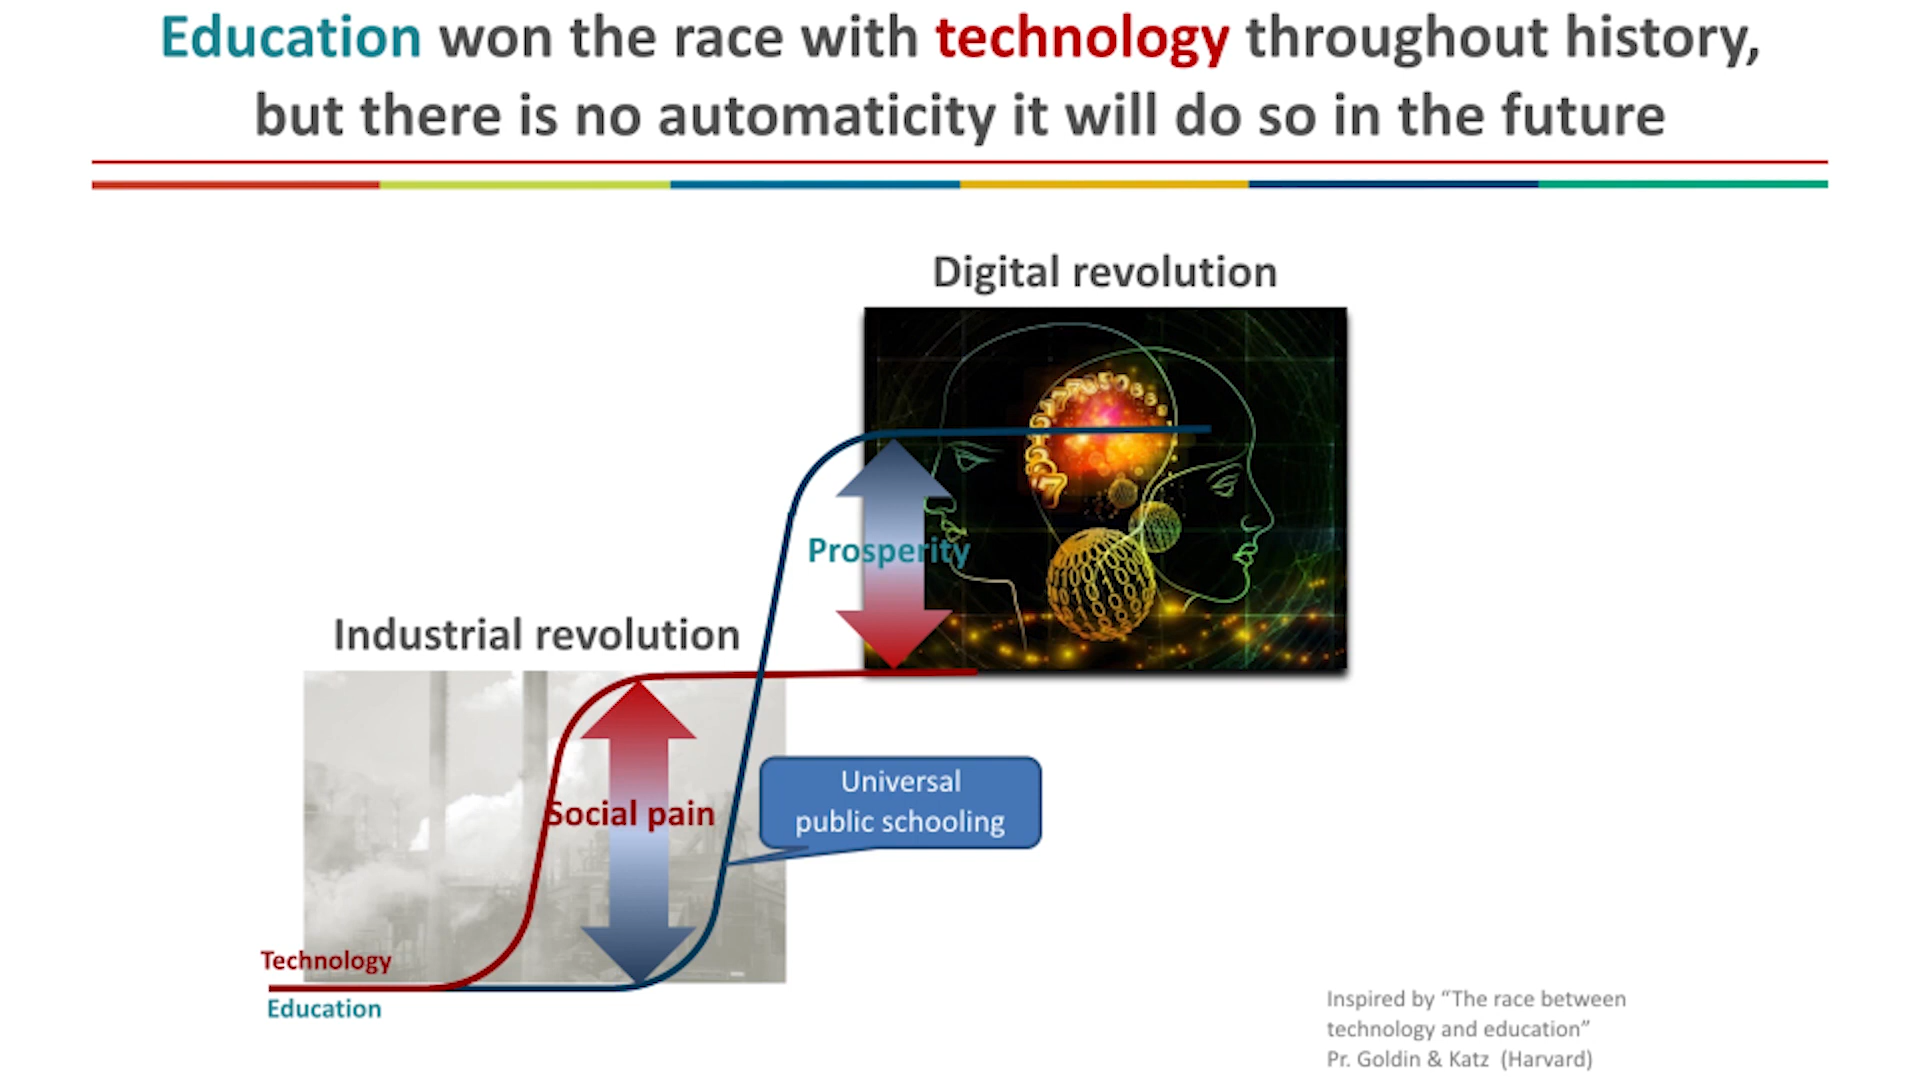 Education won the race with technology throughout history,
but there is no automaticity it will do so in the future
Digital revolution
Prosperity
Industrial revolution
Social pain
Universal
public schooling
Technology
Education
Inspired by “The race between
technology and education”
Pr. Goldin & Katz (Harvard)